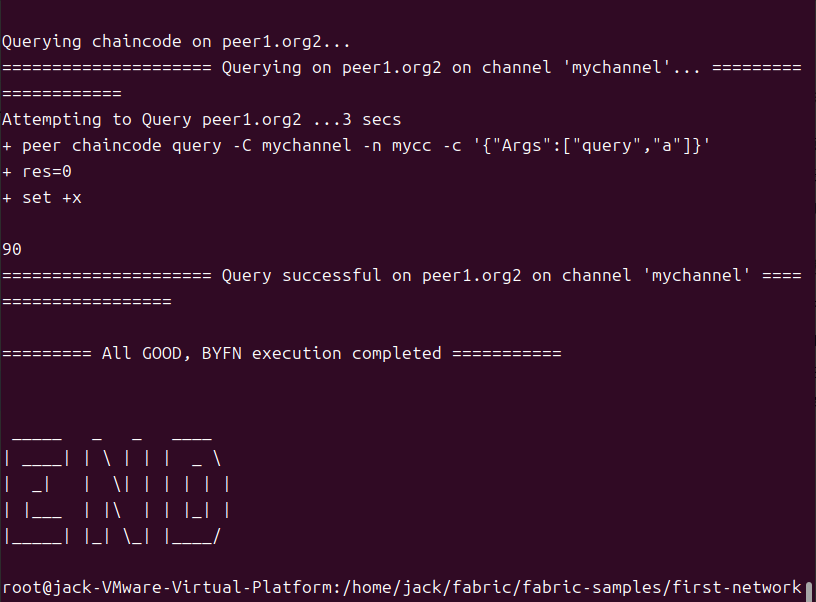 Querying chaincode on peer1.org2...
===================== Querying on peer1.org2 on channel 'mychannel'... =========
============
Attempting to Query peer1.org2 ...3 secs
+ peer chaincode query -C mychannel -n mycc -c '{"Args":["query","a"]}'
+ res=0
+ set +x
90
===================== Query successful on peer1.org2 on channel 'mychannel' ====
=================
========= All GOOD, BYFN execution completed ===========
 _____   _   _   ____
| ____| | \ | | |  _ \
|  _|   |  \| | | | | |
| |___  | |\  | | |_| |
|_____| |_| \_| |____/
root@jack-VMware-Virtual-Platform:/home/jack/fabric/fabric-samples/first-network